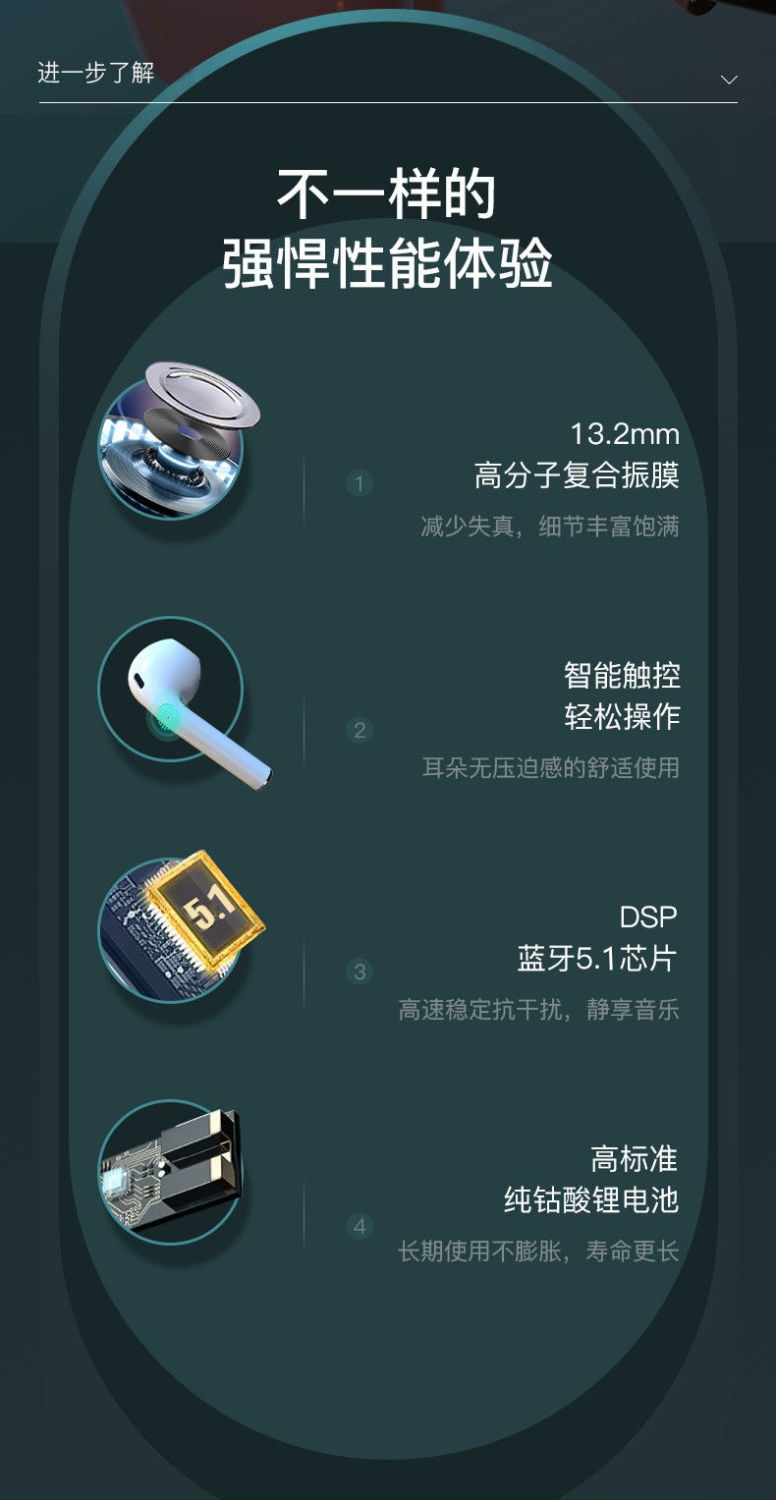 进一步了解
不一样的
强悍性能体验
13.2mm
1
高分子复合振膜
减少失真，细节丰富饱满
智能触控
2
轻松操作
耳朵无压迫感的舒适使用
5.1
DSP
3
蓝牙5.1芯片
高速稳定抗干扰，静享音乐
高标准
4
纯钴酸锂电池
长期使用不膨胀，寿命更长